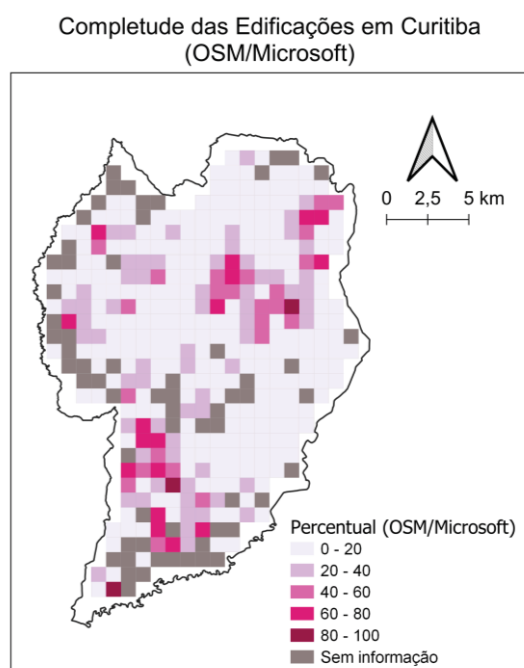 Completude das Edificações em Curitiba
(OSM/Microsoft)
0 2,5 5 km
Percentual (OSM/Microsoft)
0 - 20
20 - 40
40 - 60
60 - 80
80 - 100
Sem informação